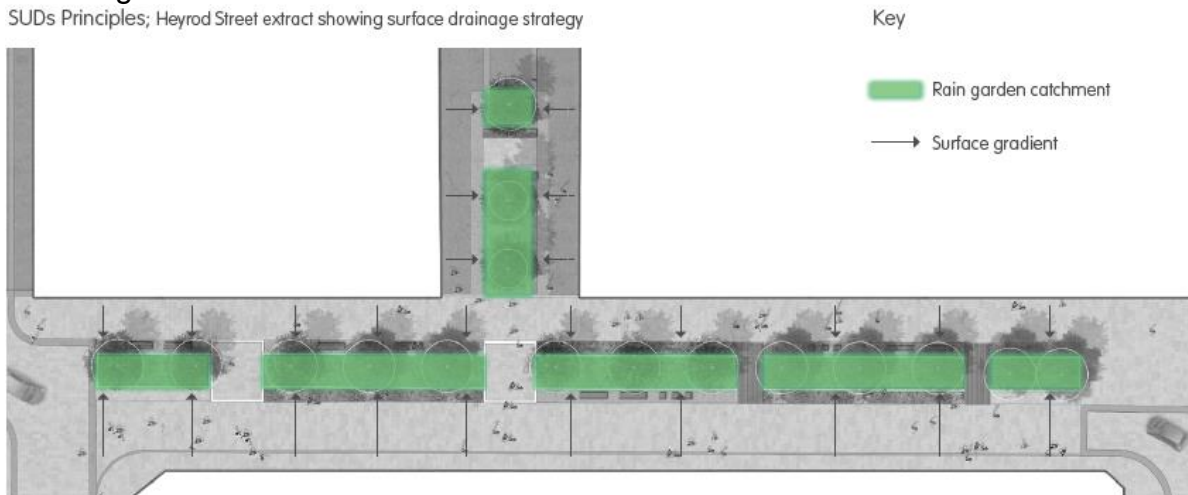 SUDs Principles; Heyrod Street extract showing surface drainage strategy
Key
Rain garden catchment
Surface gradient